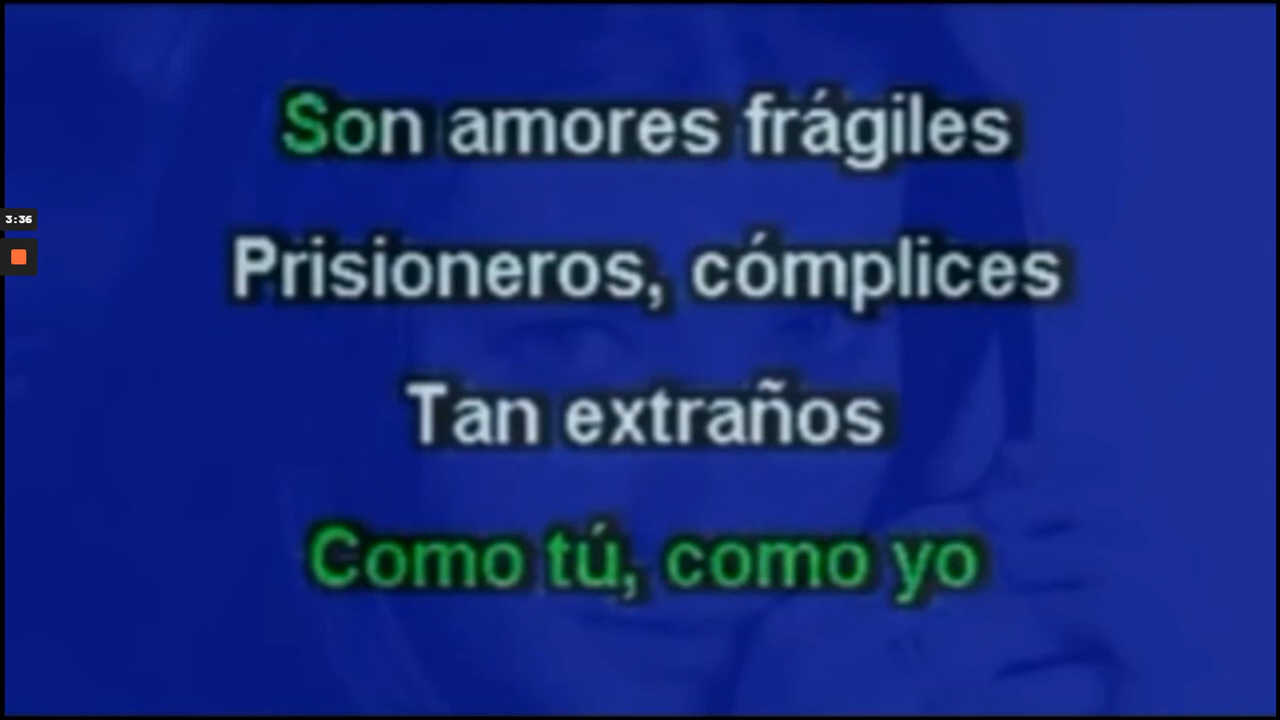 Son amores frágiles
3:36
Prisioneros, cómplices
Tan extraños
Como tú, como yo